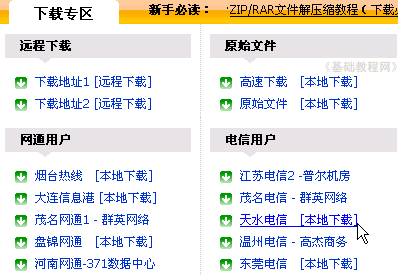 下载专区
新手必读： ·ZIP/RAR文件解压缩教程（下载必
远程下载
下载地址1 [远程下载]
下载地址2 [远程下载]
原始文件
高速下载 [本地下载]
原始文件 [本地下载]
《基础教程网》
网通用户
烟台热线 [本地下载]
大连信息港 [本地下载]
茂名网通1 - 群英网络
盘锦网通 [本地下载]
河南网通-371数据中心
电信用户
江苏电信2 -普尔机房
茂名电信 - 群英网络
天水电信 [本地下载]
温州电信 - 高杰商务
东莞电信 [本地下载]